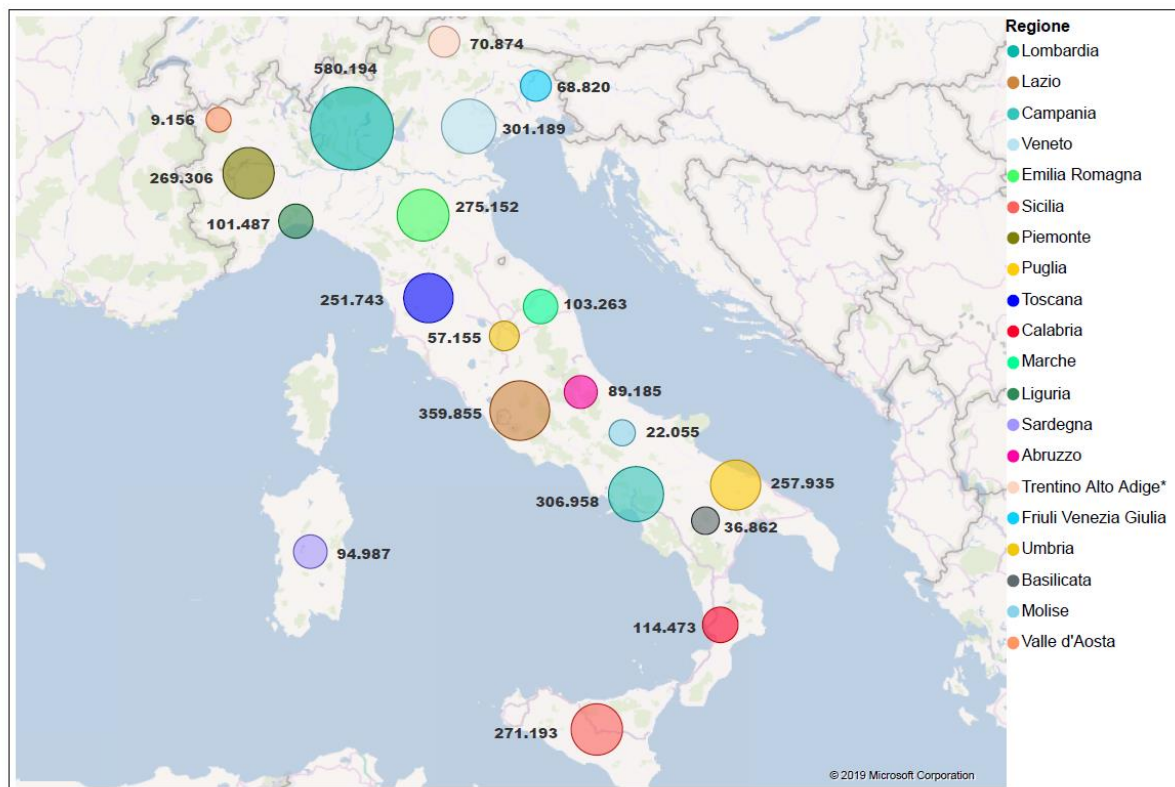 70.874
580.194
68.820
9.156
301.189
269.306
275.152
101.487
251.743
103.263
57.155
89.185
359.855
22.055
257.935
306.958
36.862
94.987
114.473
271.193
© 2019 Microsoft Corporation
Regione
Lombardia
Lazio
Campania
Veneto
Emilia Romagna
Sicilia
Piemonte
Puglia
Toscana
Calabria
Marche
Liguria
Sardegna
Abruzzo
Trentino Alto Adige*
Friuli Venezia Giulia
Umbria
Basilicata
Molise
Valle d'Aosta